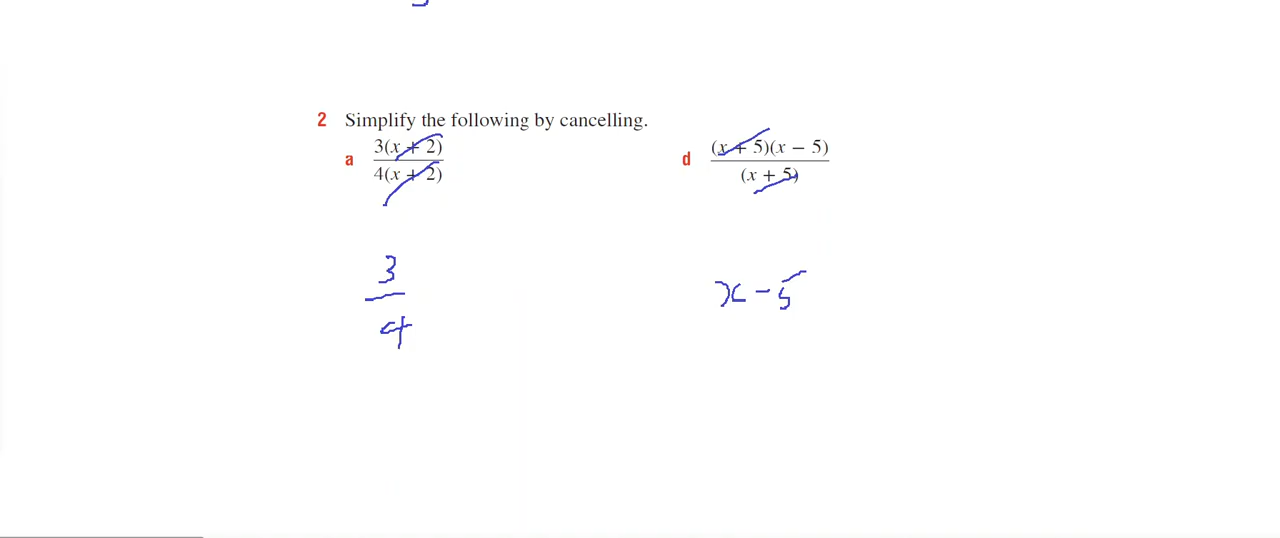 2 Simplify the following by cancelling.
a 3(x + 2) / 4(x + 2)
d (x + 5)(x − 5) / (x + 5)
3 / 4
x − 5